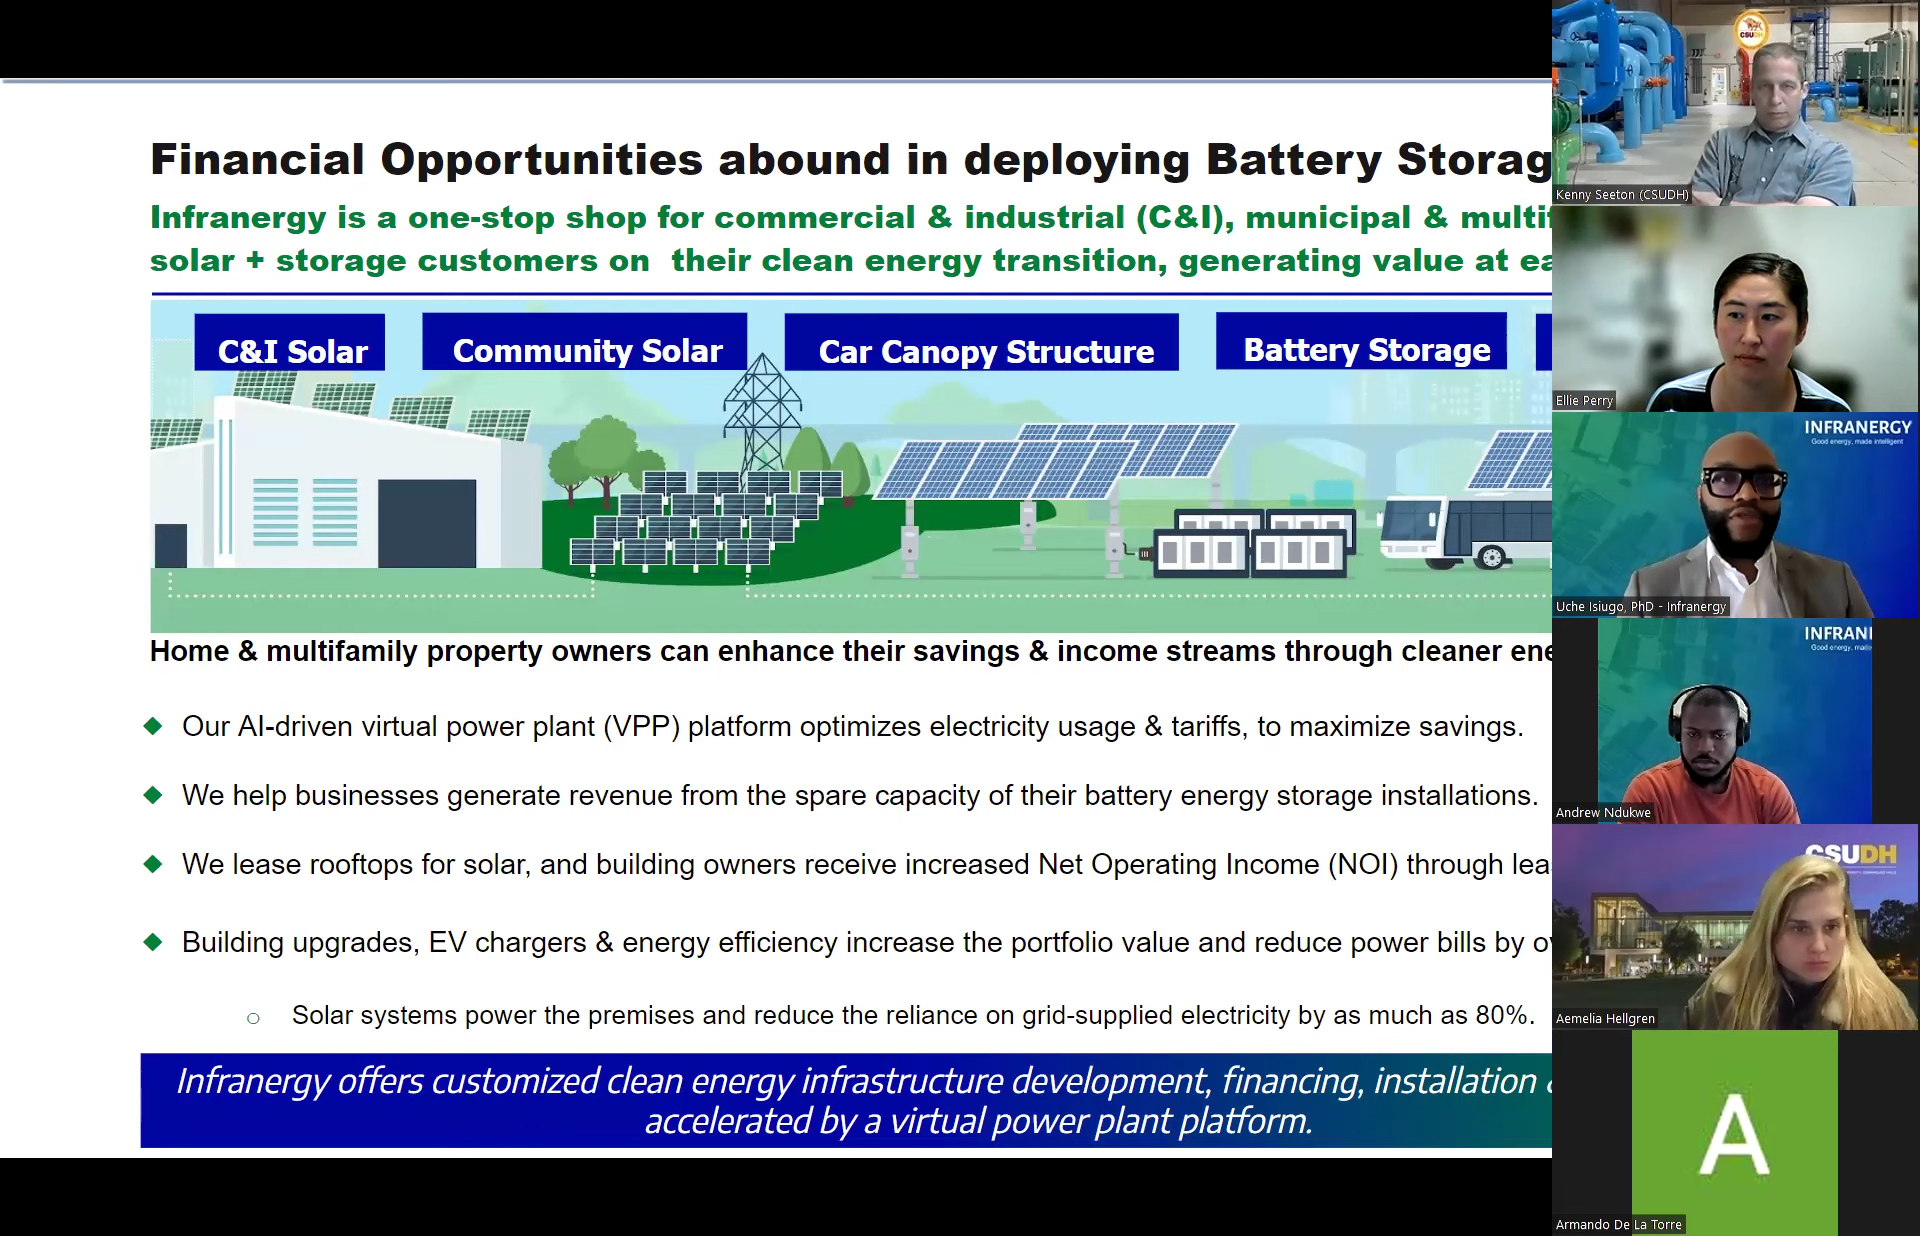 Financial Opportunities abound in deploying Battery Storag
Infranergy is a one-stop shop for commercial & industrial (C&I), municipal & multif
solar + storage customers on their clean energy transition, generating value at ea
C&I Solar
Community Solar
Car Canopy Structure
Battery Storage
Home & multifamily property owners can enhance their savings & income streams through cleaner ene
Our AI-driven virtual power plant (VPP) platform optimizes electricity usage & tariffs, to maximize savings.
We help businesses generate revenue from the spare capacity of their battery energy storage installations.
We lease rooftops for solar, and building owners receive increased Net Operating Income (NOI) through lea
Building upgrades, EV chargers & energy efficiency increase the portfolio value and reduce power bills by ov
Solar systems power the premises and reduce the reliance on grid-supplied electricity by as much as 80%.
Infranergy offers customized clean energy infrastructure development, financing, installation
accelerated by a virtual power plant platform.
CSUDH
Kenny Seeton (CSUDH)
Ellie Perry
INFRANERGY
Good energy, made intelligent
Uche Isiugo, PhD - Infranergy
INFRAN
Good energy, ma
Andrew Ndukwe
CSUDH
Aemelia Hellgren
A
Armando De La Torre